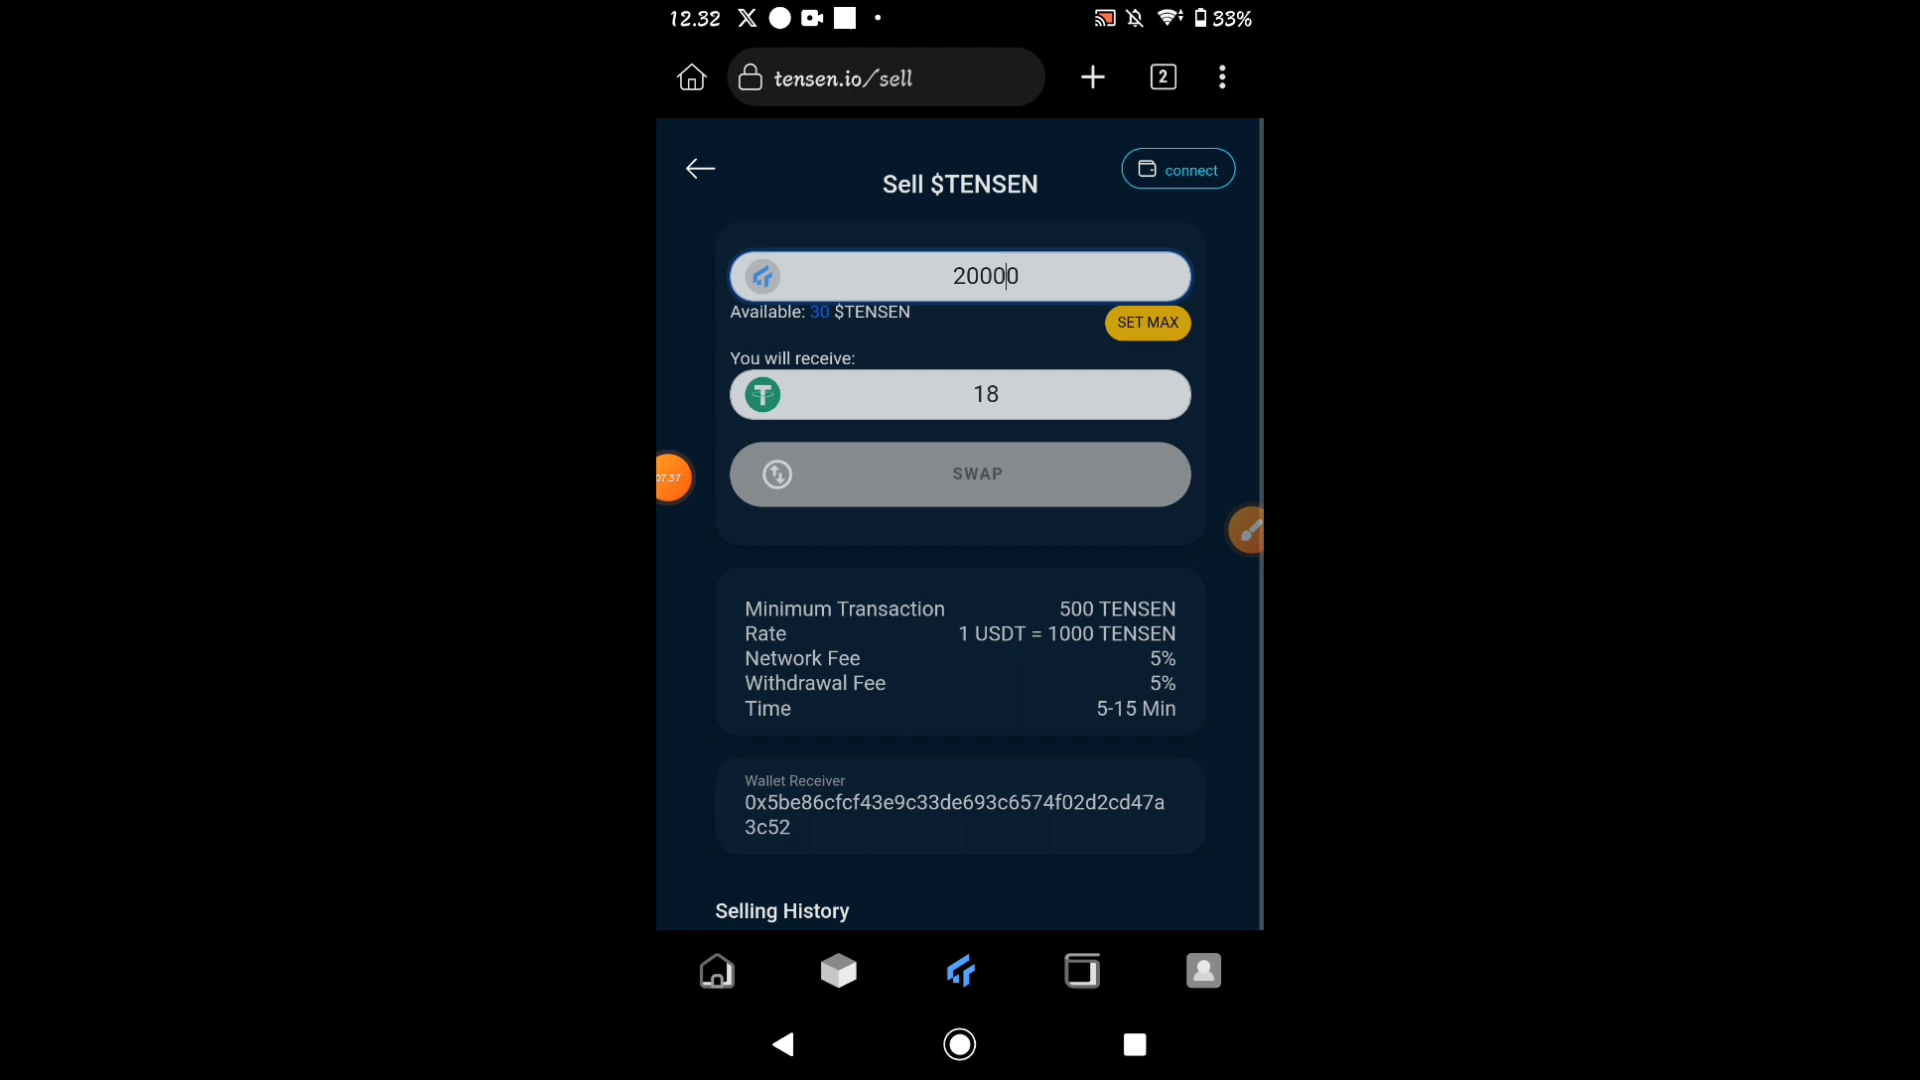 12.32
33%
tensen.io/sell
2
connect
Sell $TENSEN
20000
Available: 30 $TENSEN
SET MAX
You will receive:
18
07.37
SWAP
Minimum Transaction 500 TENSEN
Rate 1 USDT = 1000 TENSEN
Network Fee 5%
Withdrawal Fee 5%
Time 5-15 Min
Wallet Receiver
0x5be86cfcf43e9c33de693c6574f02d2cd47a
3c52
Selling History